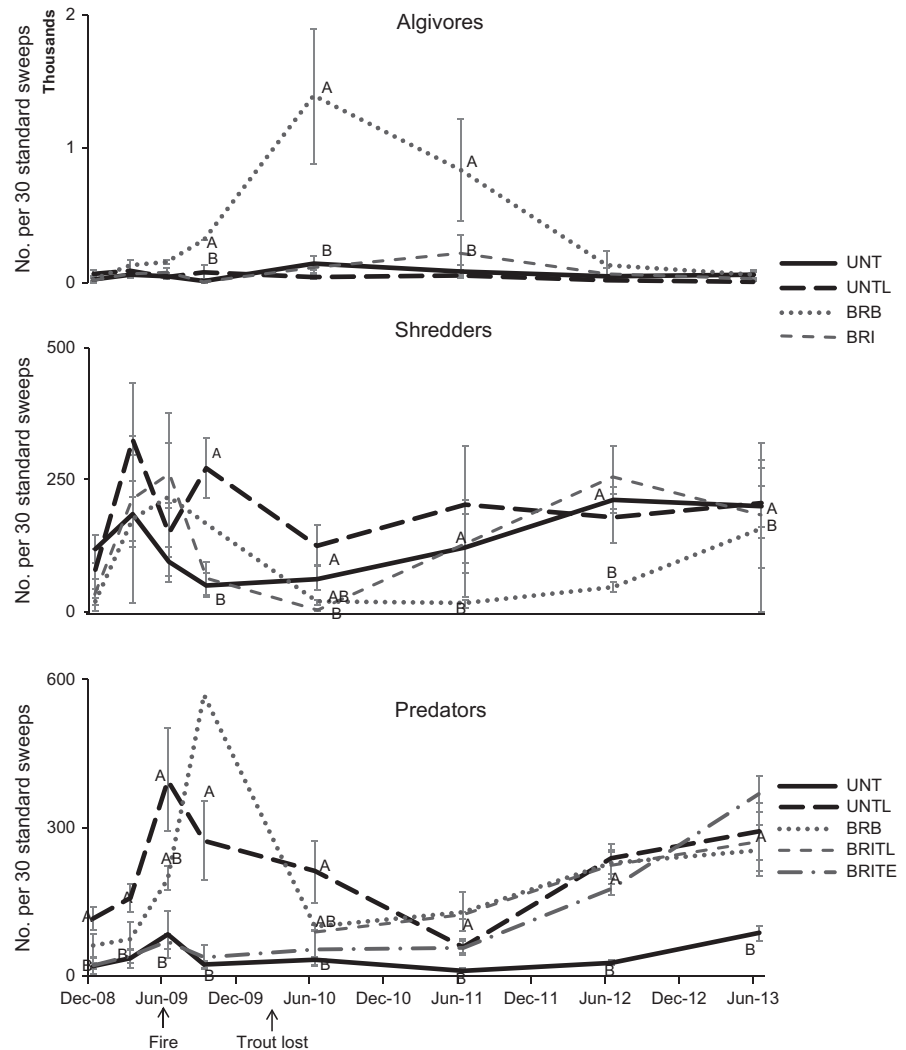 Algivores
No. per 30 standard sweeps
Thousands
2
1
0
A
A
A
B
B
B
UNT
UNTL
BRB
BRI
Shredders
No. per 30 standard sweeps
500
250
0
A
B
A
AB
B
A
B
A
B
A
B
Predators
No. per 30 standard sweeps
600
300
0
A
B
A
B
A
AB
B
A
B
A
AB
B
A
B
A
B
A
B
UNT
UNTL
BRB
BRITL
BRITE
Dec-08 Jun-09 Dec-09 Jun-10 Dec-10 Jun-11 Dec-11 Jun-12 Dec-12 Jun-13
Fire Trout lost